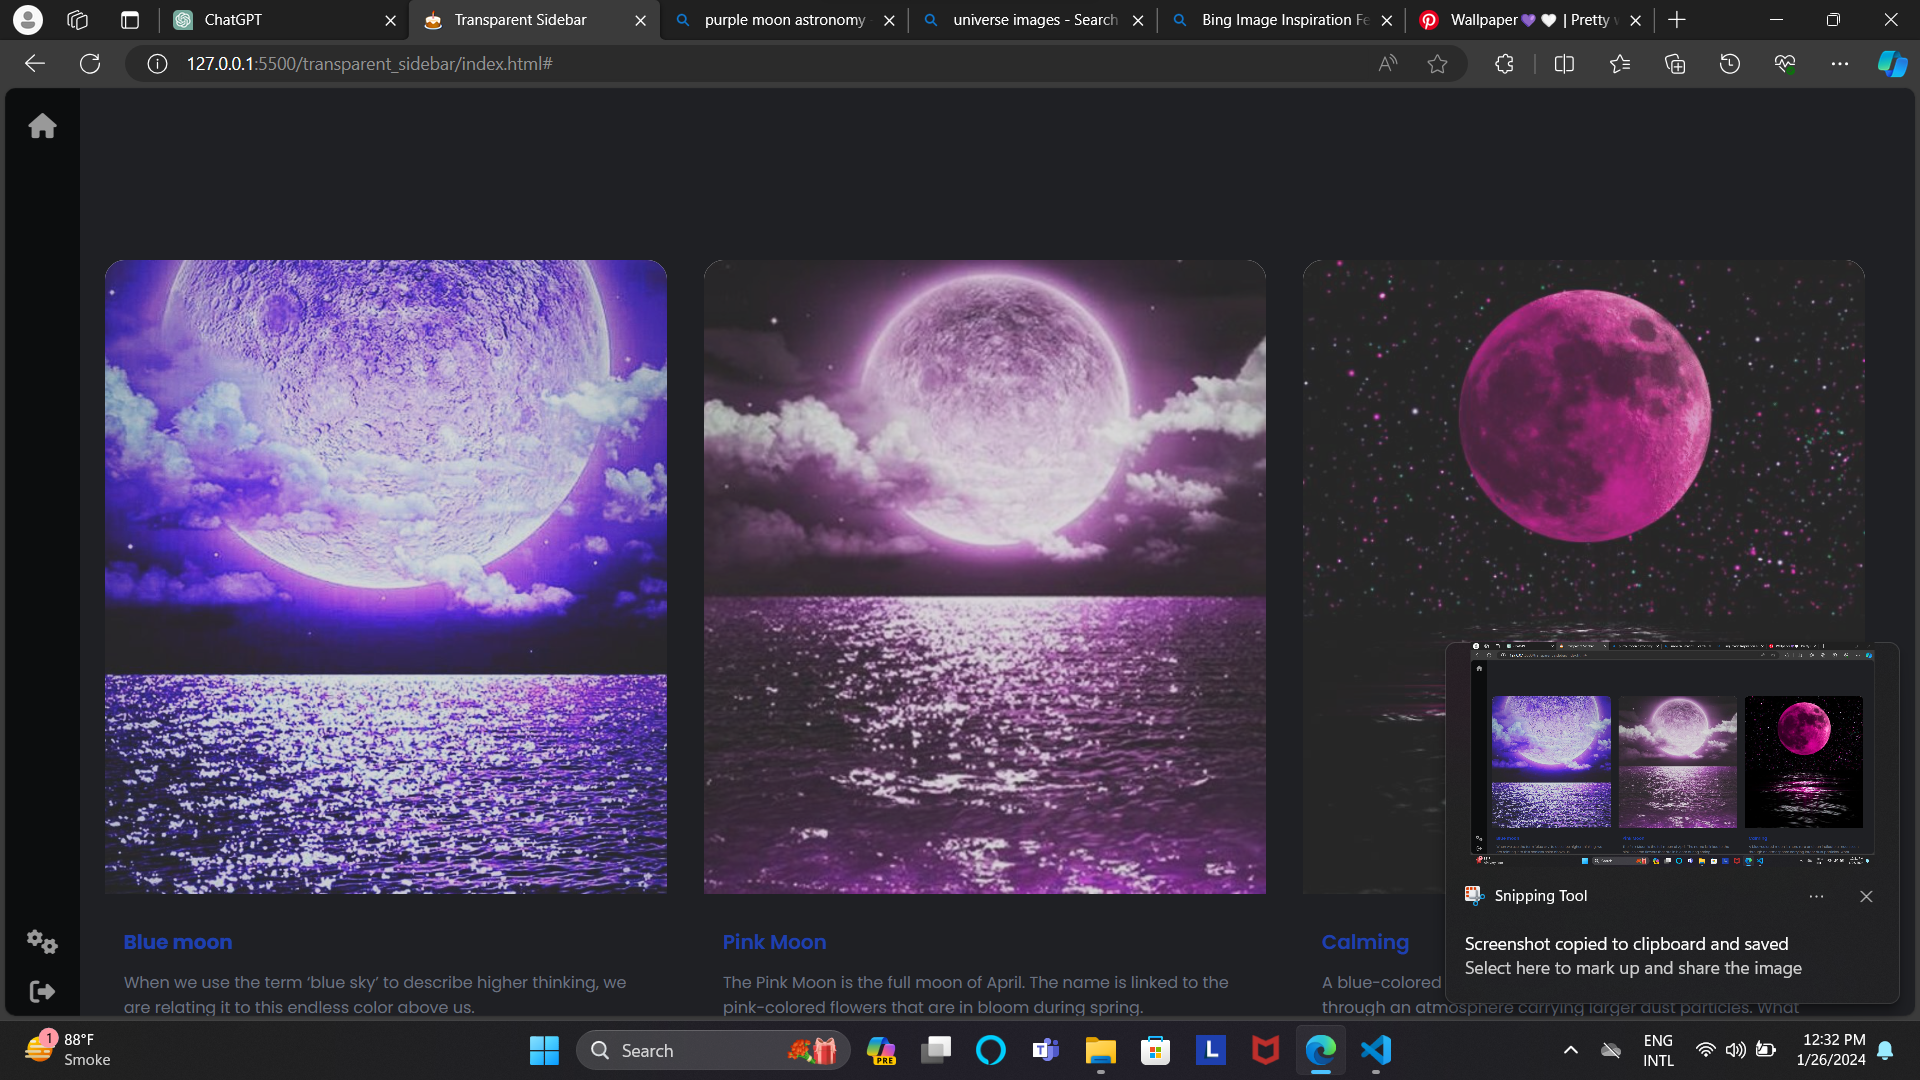 ChatGPT
Transparent Sidebar
purple moon astronomy
universe images - Search
Bing Image Inspiration Fe
Wallpaper💜 🤍 | Pretty
127.0.0.1:5500/transparent_sidebar/index.html#
Blue moon
When we use the term ‘blue sky’ to describe higher thinking, we
are relating it to this endless color above us.
Pink Moon
The Pink Moon is the full moon of April. The name is linked to the
pink-colored flowers that are in bloom during spring.
Calming
A blue-colored
through an atmosphere carrying larger dust particles. What
Snipping Tool
Screenshot copied to clipboard and saved
Select here to mark up and share the image
1
88°F
Smoke
Search
PRE
L
ENG
INTL
12:32 PM
1/26/2024